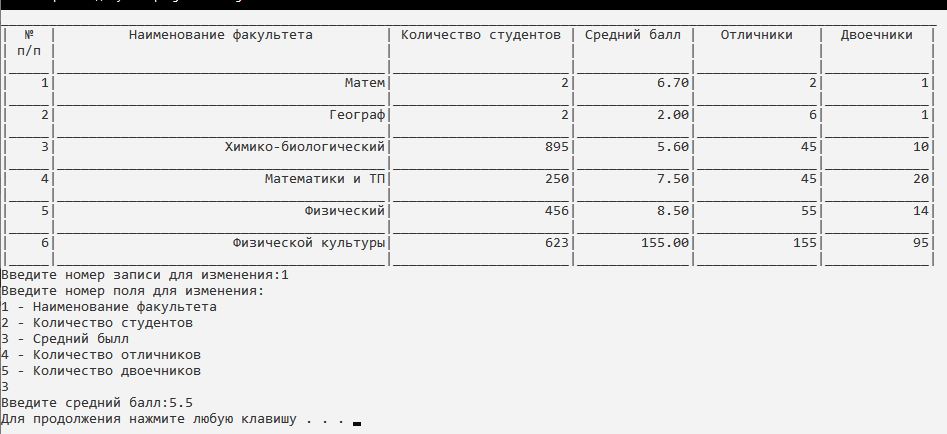 № Наименование факультета Количество студентов Средний балл Отличники Двоечники
п/п
1 Матем 2 6.70 2 1
2 Географ 2 2.00 6 1
3 Химико-биологический 895 5.60 45 10
4 Математики и ТП 250 7.50 45 20
5 Физический 456 8.50 55 14
6 Физической культуры 623 155.00 155 95
Введите номер записи для изменения:1
Введите номер поля для изменения:
1 - Наименование факультета
2 - Количество студентов
3 - Средний былл
4 - Количество отличников
5 - Количество двоечников
3
Введите средний балл:5.5
Для продолжения нажмите любую клавишу . . .